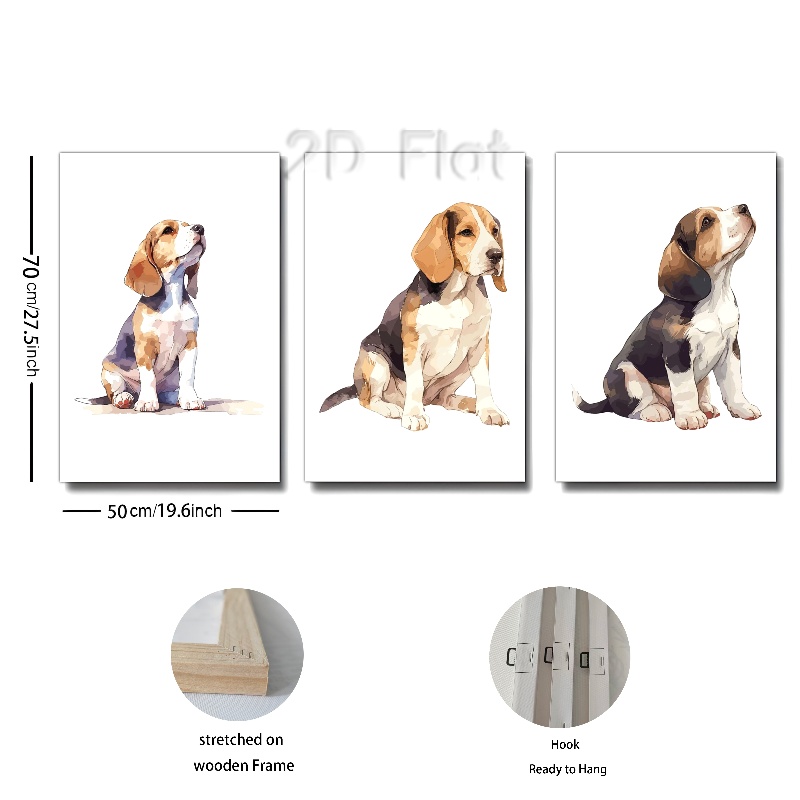 2D Flat
70 cm/27.5inch
50 cm/19.6inch
stretched on
wooden Frame
Hook
Ready to Hang